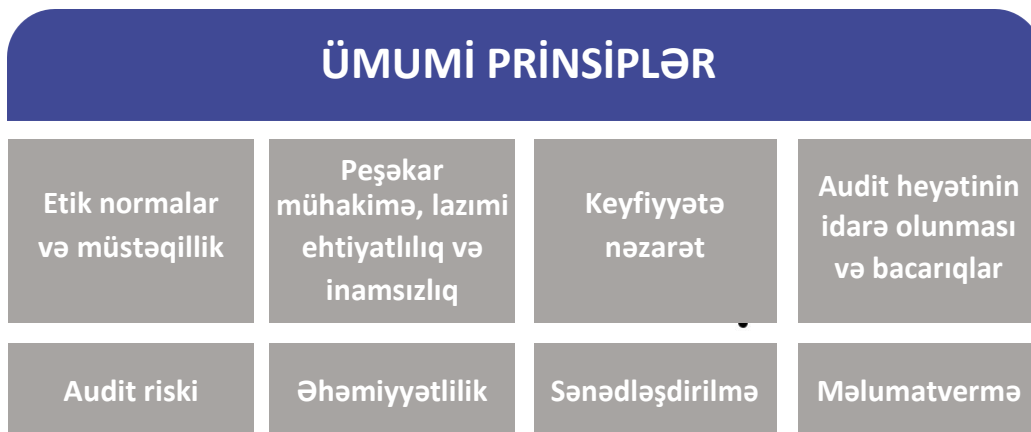 ÜMUMİ PRİNSİPLƏR
Etik normalar
və müstəqillik
Peşəkar
mühakimə, lazımi
ehtiyatlılıq və
inamsızlıq
Keyfiyyətə
nəzarət
Audit heyətinin
idarə olunması
və bacarıqlar
Audit riski
Əhəmiyyətlilik
Sənədləşdirilmə
Məlumatvermə